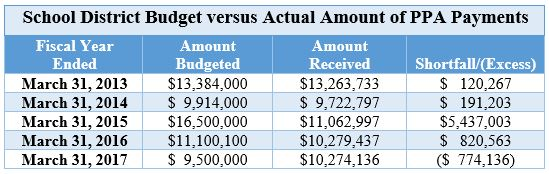 School District Budget versus Actual Amount of PPA Payments
Fiscal Year Ended Amount Budgeted Amount Received Shortfall/(Excess)
March 31, 2013 $13,384,000 $13,263,733 $ 120,267
March 31, 2014 $ 9,914,000 $ 9,722,797 $ 191,203
March 31, 2015 $16,500,000 $11,062,997 $5,437,003
March 31, 2016 $11,100,100 $10,279,437 $ 820,563
March 31, 2017 $ 9,500,000 $10,274,136 ($ 774,136)